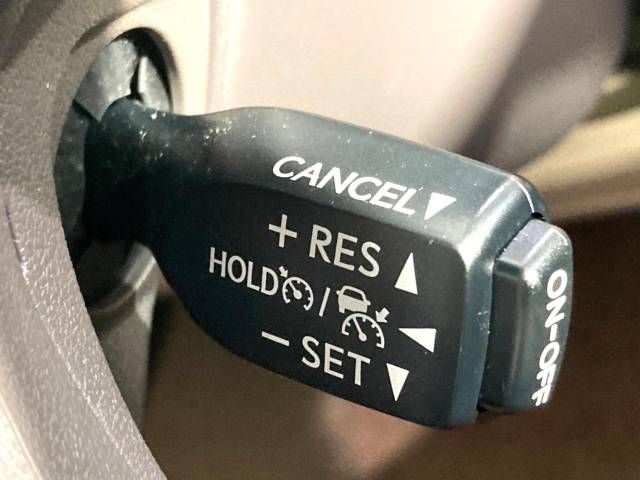 CANCEL
+ RES
HOLD /
− SET
ON-OFF